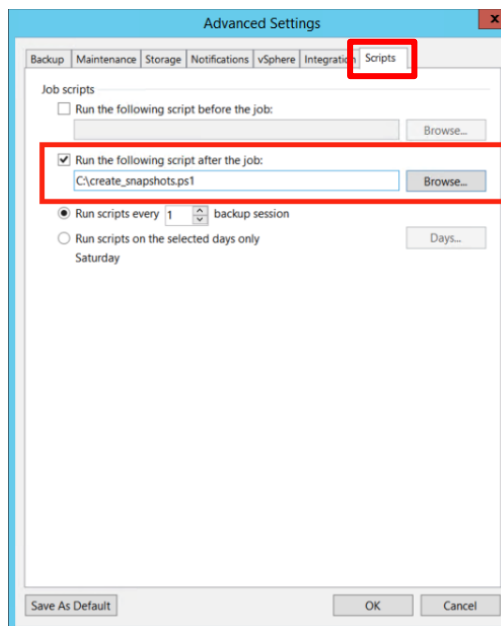 Advanced Settings
x
Backup Maintenance Storage Notifications vSphere Integration Scripts
Job scripts
Run the following script before the job:
Browse...
Run the following script after the job:
C:\create_snapshots.ps1 Browse...
Run scripts every 1 backup session
Run scripts on the selected days only Days...
Saturday
Save As Default OK Cancel